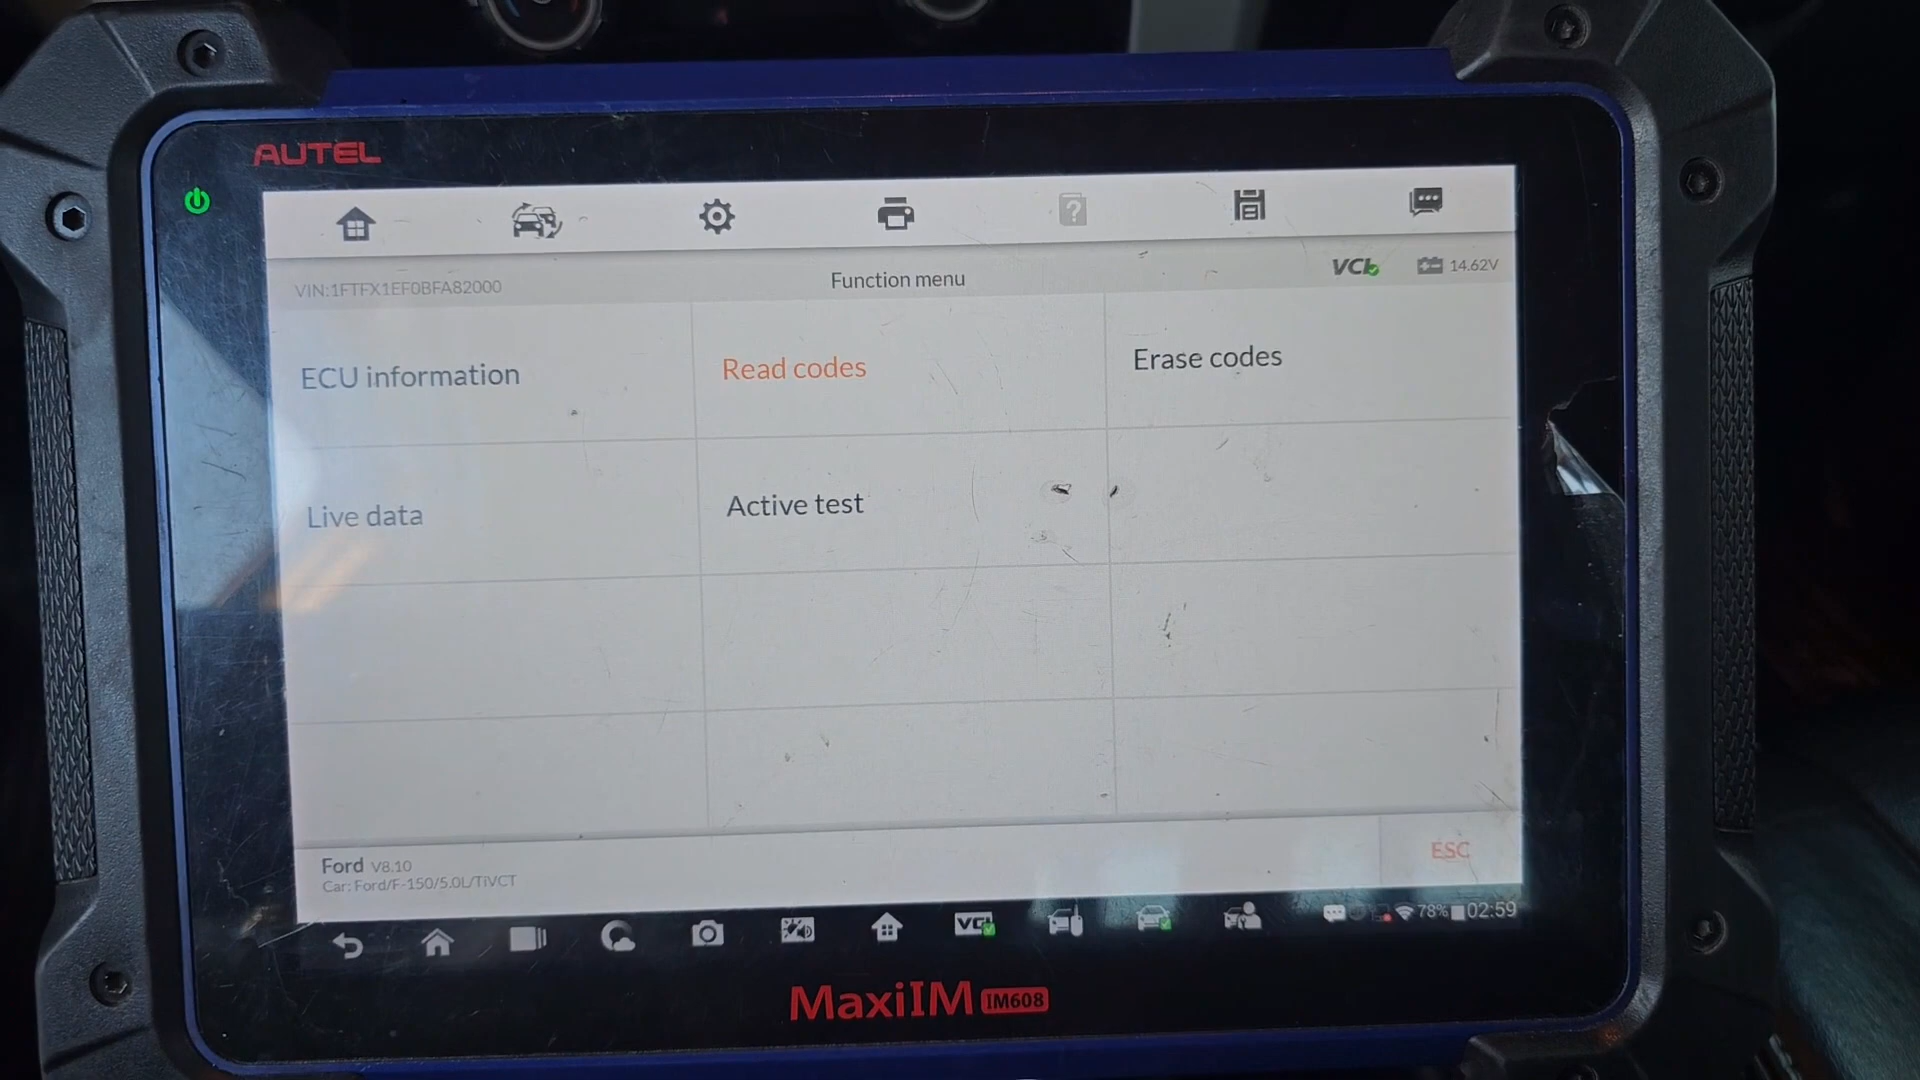 AUTEL
VIN:1FTFX1EF0BFA82000
Function menu
VCI
14.62V
ECU information
Read codes
Erase codes
Live data
Active test
Ford V8.10
Car: Ford/F-150/5.0L/TiVCT
ESC
VCI
78%
02:59
MaxiIM IM608